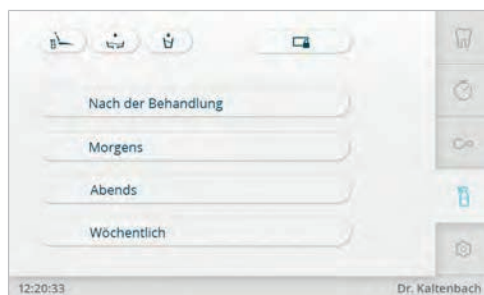 Nach der Behandlung
Morgens
Abends
Wöchentlich
12:20:33 Dr. Kaltenbach